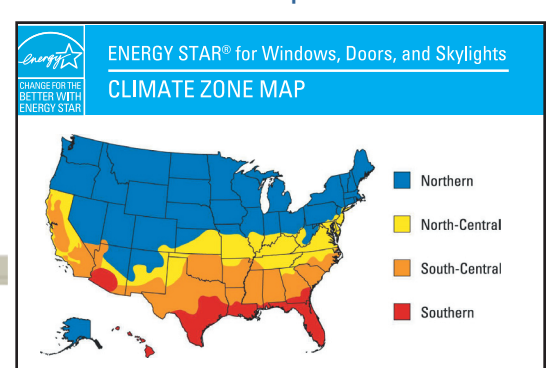 energy
CHANGE FOR THE
BETTER WITH
ENERGY STAR
ENERGY STAR® for Windows, Doors, and Skylights
CLIMATE ZONE MAP
Northern
North-Central
South-Central
Southern